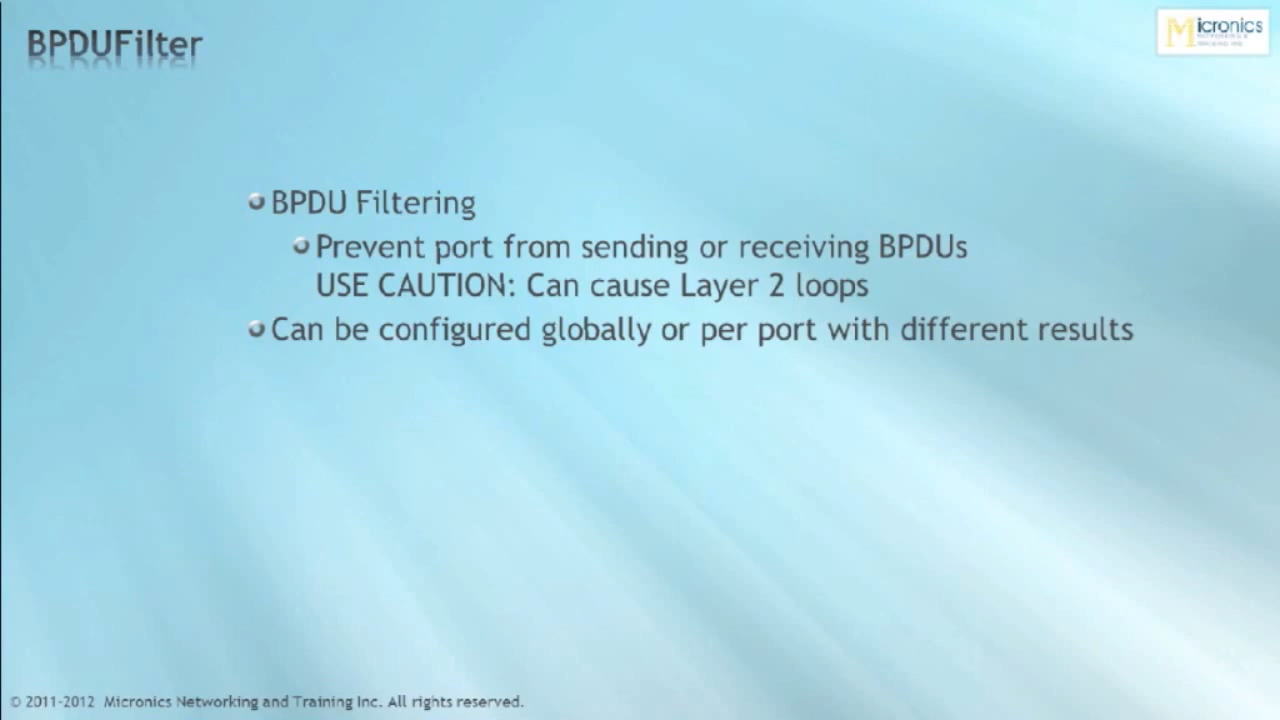 BPDUFilter
Micronics
BPDU Filtering
Prevent port from sending or receiving BPDUs
USE CAUTION: Can cause Layer 2 loops
Can be configured globally or per port with different results
© 2011-2012 Micronics Networking and Training Inc. All rights reserved.